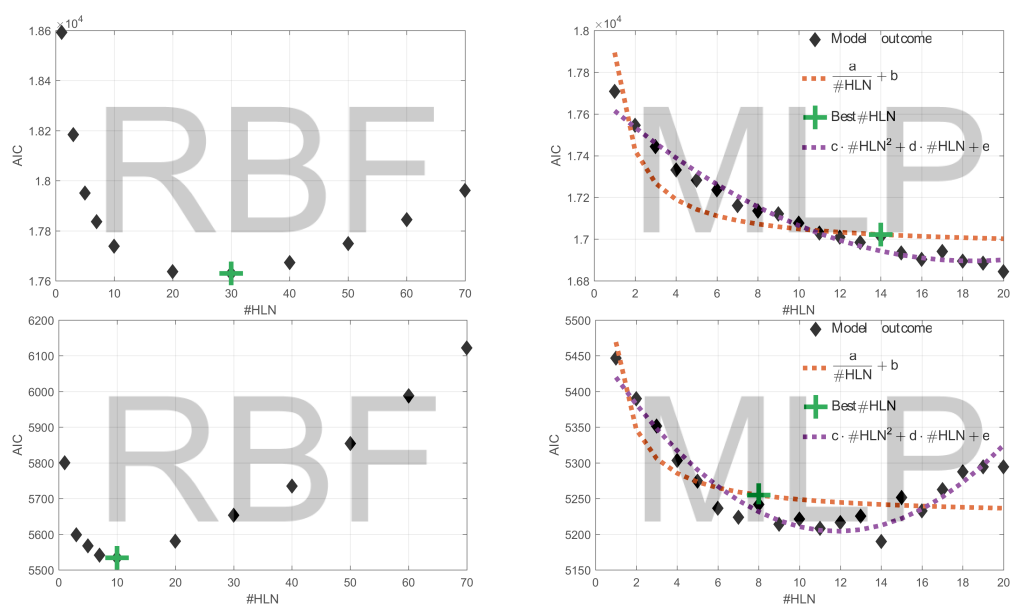 ×10⁴
1.86
1.84
1.82
1.8
1.78
1.76
AIC
RBF
0 10 20 30 40 50 60 70
#HLN
×10⁴
1.8
1.78
1.76
1.74
1.72
1.7
1.68
AIC
MLP
Model outcome
a/#HLN + b
Best #HLN
c · #HLN² + d · #HLN + e
0 2 4 6 8 10 12 14 16 18 20
#HLN
6200
6100
6000
5900
5800
5700
5600
5500
AIC
RBF
0 10 20 30 40 50 60 70
#HLN
5500
5450
5400
5350
5300
5250
5200
5150
AIC
MLP
Model outcome
a/#HLN + b
Best #HLN
c · #HLN² + d · #HLN + e
0 2 4 6 8 10 12 14 16 18 20
#HLN